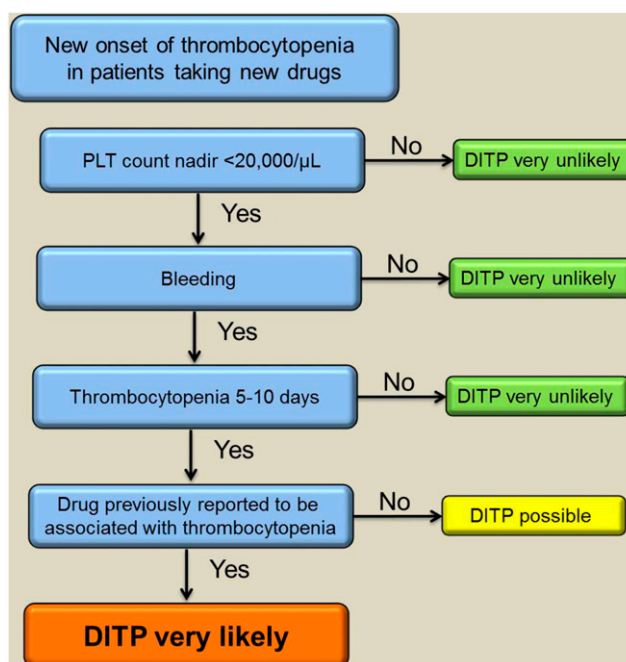 New onset of thrombocytopenia
in patients taking new drugs
PLT count nadir <20,000/µL
No
DITP very unlikely
Yes
Bleeding
No
DITP very unlikely
Yes
Thrombocytopenia 5-10 days
No
DITP very unlikely
Yes
Drug previously reported to be
associated with thrombocytopenia
No
DITP possible
Yes
DITP very likely